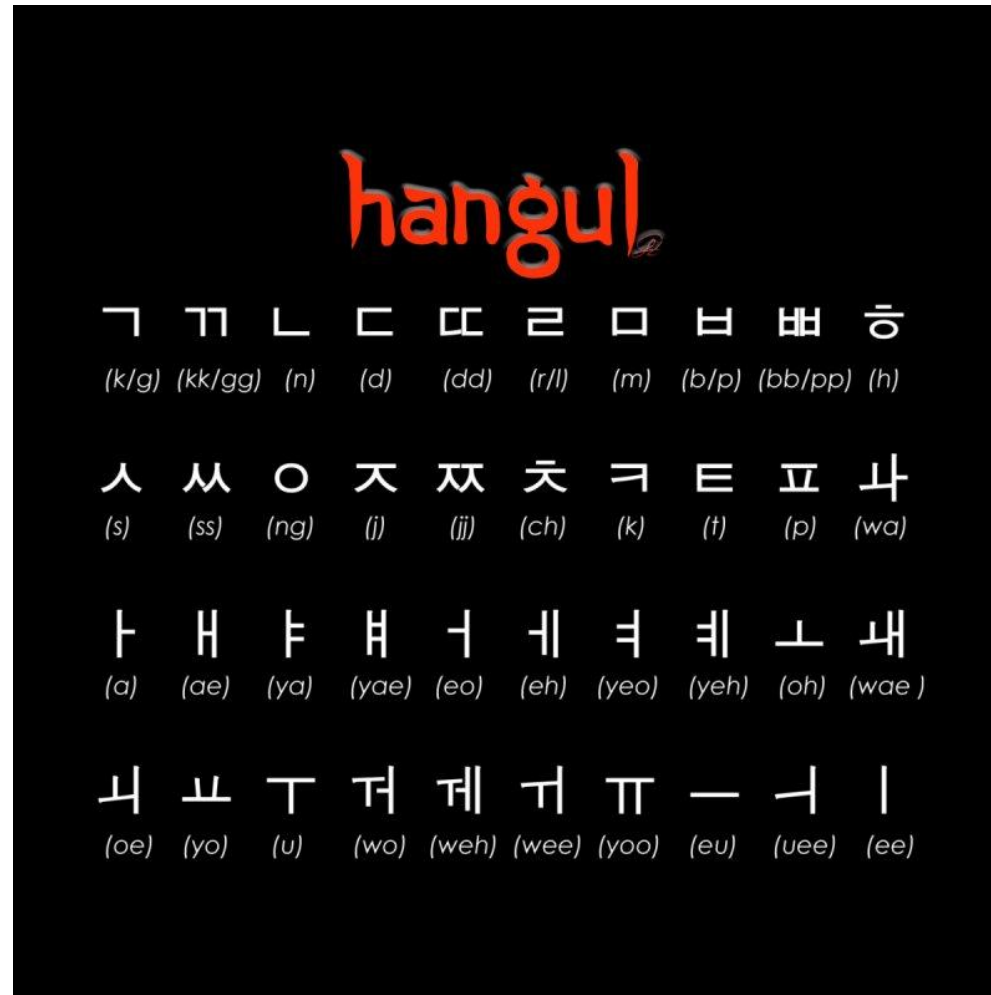 hangul
ㄱ ㄲ ㄴ ㄷ ㄸ ㄹ ㅁ ㅂ ㅃ ㅎ
(k/g) (kk/gg) (n) (d) (dd) (r/l) (m) (b/p) (bb/pp) (h)
ㅅ ㅆ ㅇ ㅈ ㅉ ㅊ ㅋ ㅌ ㅍ ㅘ
(s) (ss) (ng) (j) (jj) (ch) (k) (t) (p) (wa)
ㅏ ㅐ ㅑ ㅒ ㅓ ㅔ ㅕ ㅖ ㅗ ㅙ
(a) (ae) (ya) (yae) (eo) (eh) (yeo) (yeh) (oh) (wae )
ㅚ ㅛ ㅜ ㅝ ㅞ ㅟ ㅠ ㅡ ㅢ ㅣ
(oe) (yo) (u) (wo) (weh) (wee) (yoo) (eu) (uee) (ee)